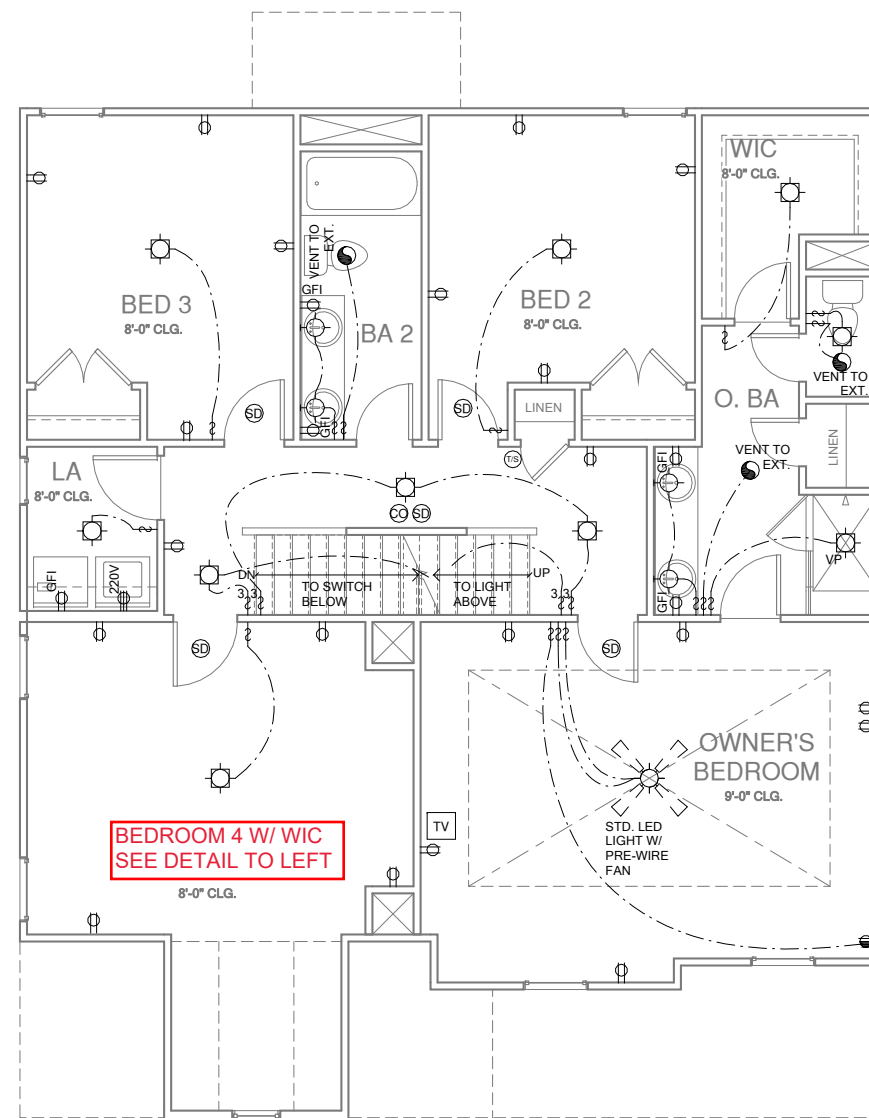 WIC
8'-0" CLG.
VENT TO
EXT.
GFI
BED 3
8'-0" CLG.
BA 2
BED 2
8'-0" CLG.
VENT TO
EXT.
O. BA
SD
GFI
SD
LINEN
LINEN
VENT TO
EXT.
LA
8'-0" CLG.
T/S
GFI
CO
SD
VP
GFI
220V
DN
TO SWITCH
BELOW
TO LIGHT
ABOVE
UP
3
3
3
3
GFI
SD
SD
OWNER'S
BEDROOM
9'-0" CLG.
TV
STD. LED
LIGHT W/
PRE-WIRE
FAN
BEDROOM 4 W/ WIC
SEE DETAIL TO LEFT
8'-0" CLG.